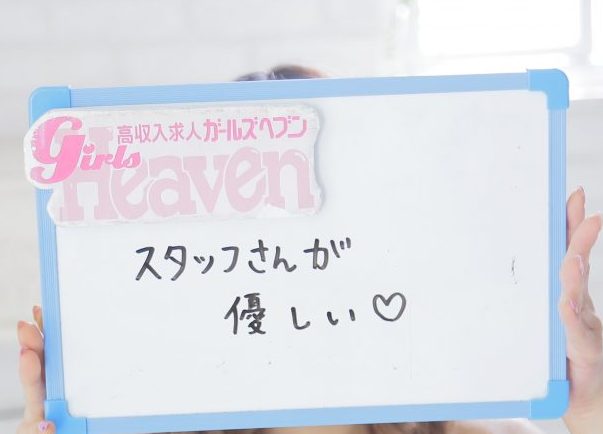 高収入求人ガールズヘブン
Girls
Heaven
スタッフさんが
優しい♡